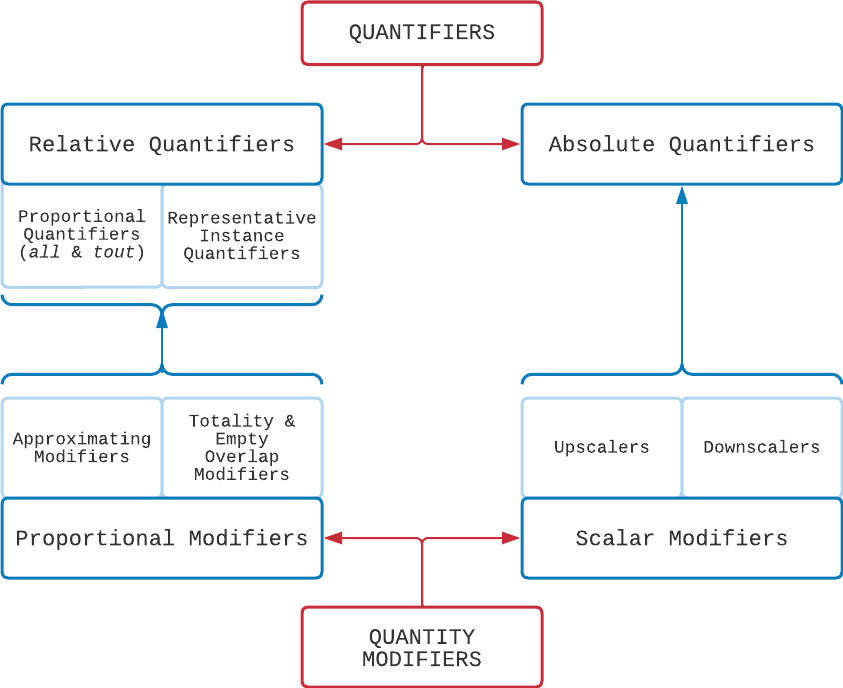 QUANTIFIERS
Relative Quantifiers
Absolute Quantifiers
Proportional
Quantifiers
(all & tout)
Representative
Instance
Quantifiers
Approximating
Modifiers
Totality &
Empty
Overlap
Modifiers
Upscalers
Downscalers
Proportional Modifiers
Scalar Modifiers
QUANTITY
MODIFIERS